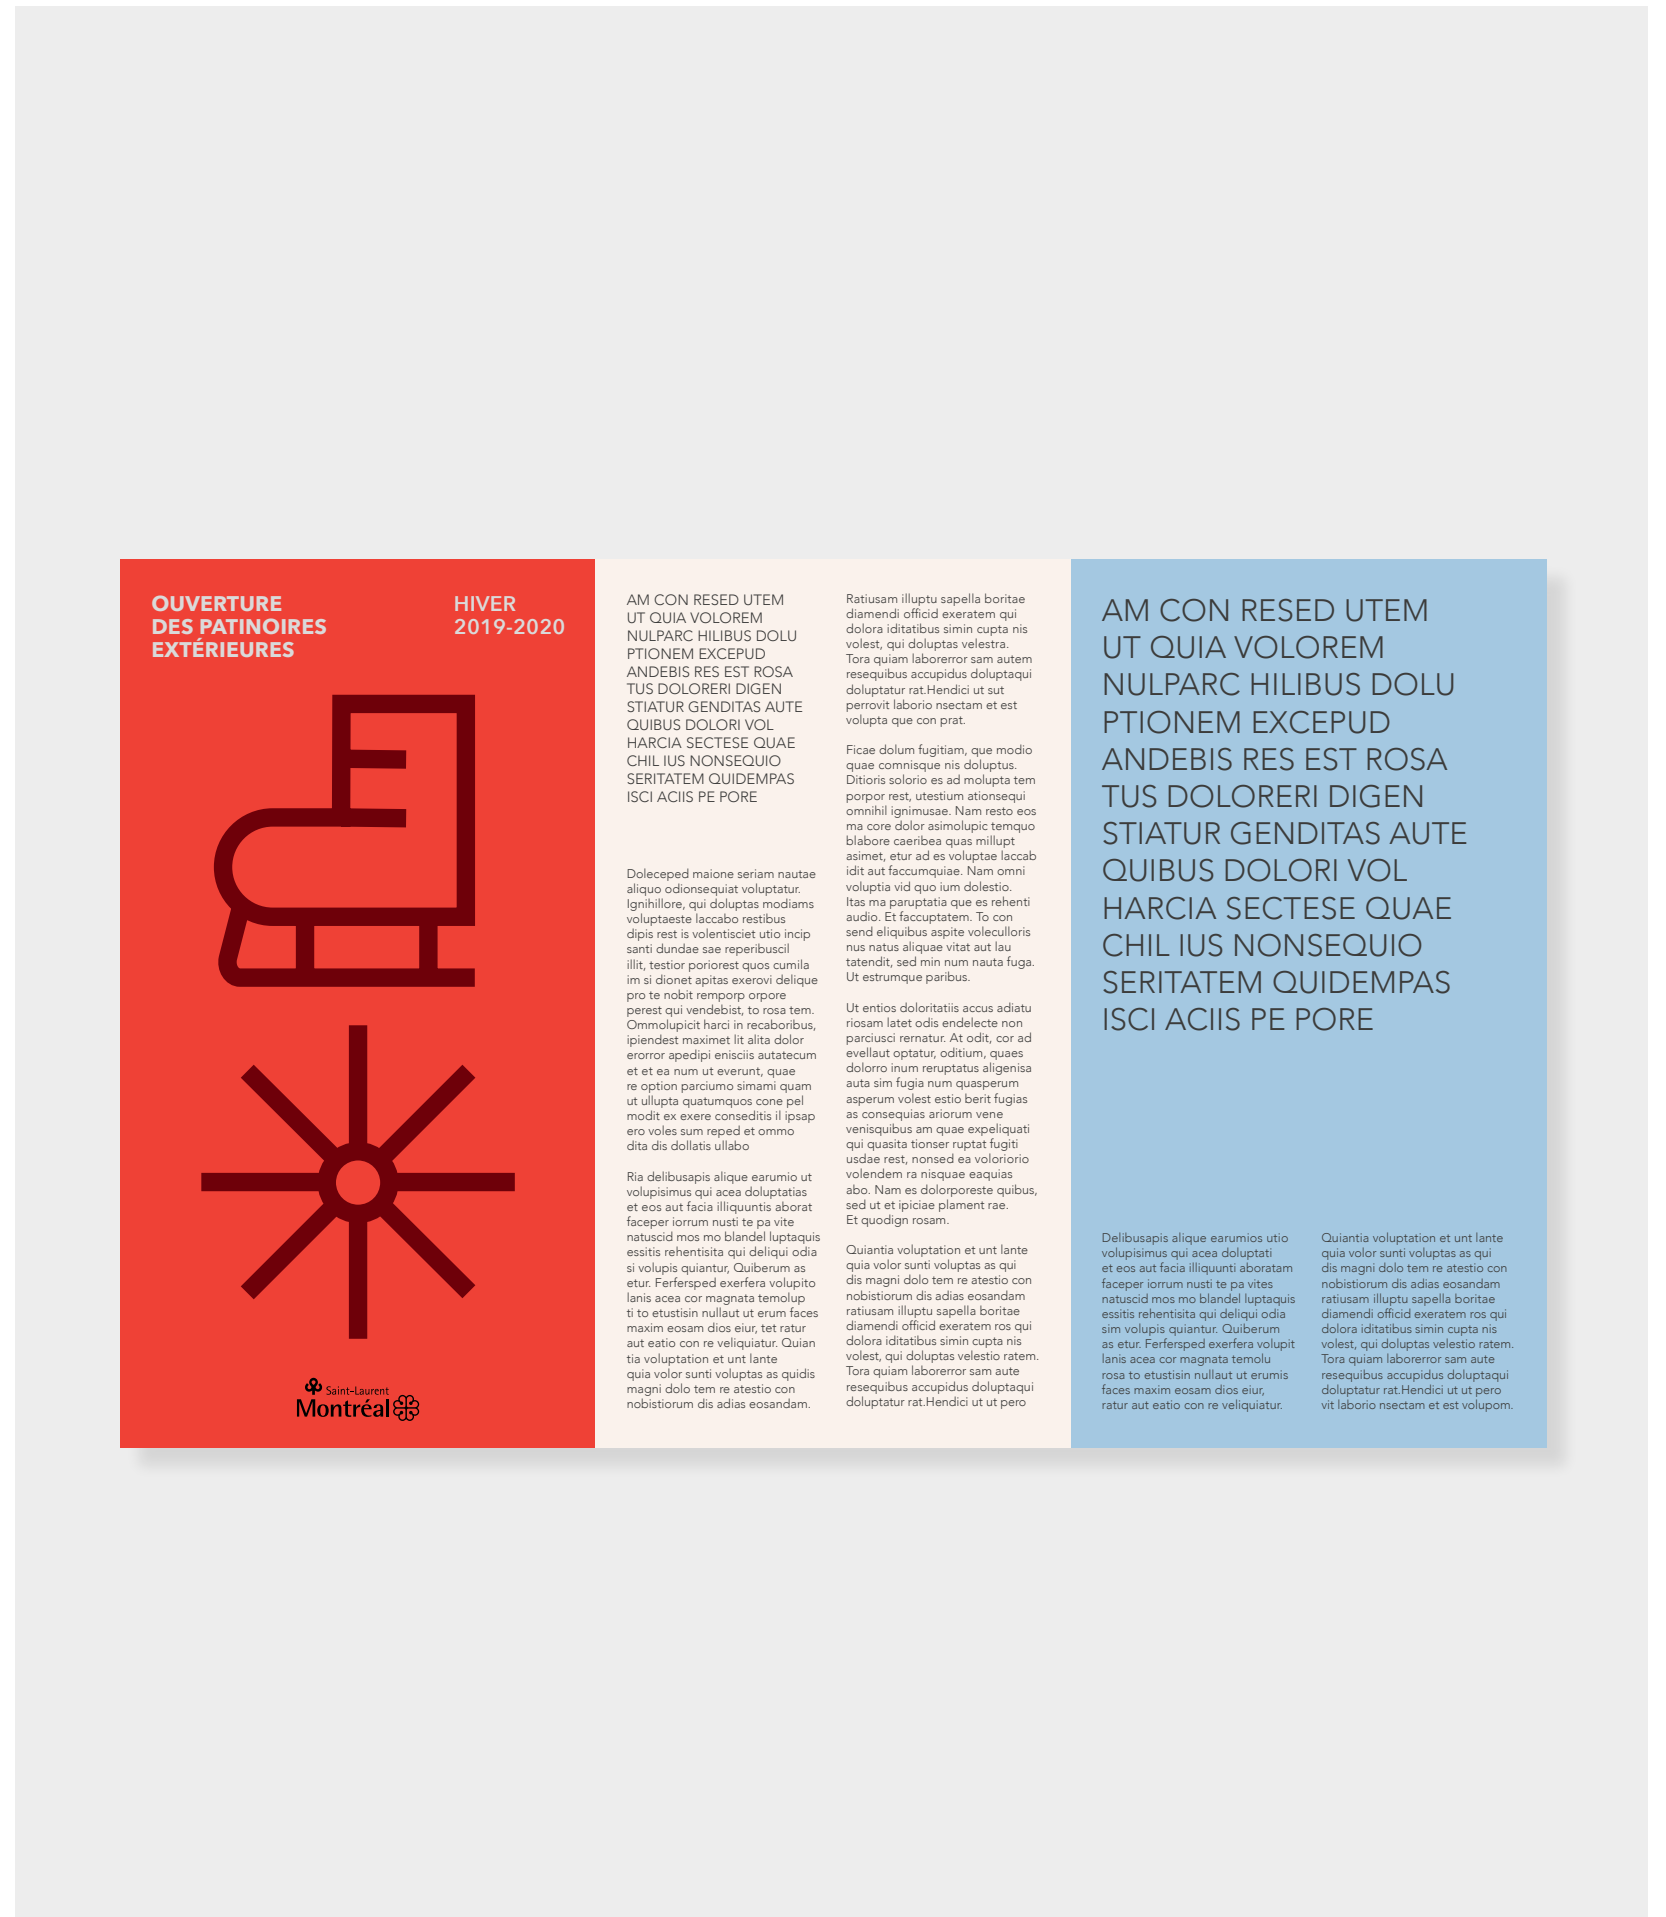 OUVERTURE
DES PATINOIRES
EXTÉRIEURES
HIVER
2019-2020
Saint-Laurent
Montréal
AM CON RESED UTEM
UT QUIA VOLOREM
NULPARC HILIBUS DOLU
PTIONEM EXCEPUD
ANDEBIS RES EST ROSA
TUS DOLORERI DIGEN
STIATUR GENDITAS AUTE
QUIBUS DOLORI VOL
HARCIA SECTESE QUAE
CHIL IUS NONSEQUIO
SERITATEM QUIDEMPAS
ISCI ACIIS PE PORE
Doleceped maione seriam nautae
aliquo odionsequiat voluptatur.
Ignihillore, qui doluptas modiams
voluptaeste laccabo restibus
dipis rest is volentisciet utio incip
santi dundae sae reperibuscil
illit, testior poriorest quos cumila
im si dionet apitas exerovi delique
pro te nobit remporp orpore
perest qui vendebist, to rosa tem.
Ommolupicit harci in recaboribus,
ipiendest maximet lit alita dolor
erorror apedipi enisciis autatecum
et et ea num ut everunt, quae
re option parciumo simami quam
ut ullupta quatumquos cone pel
modit ex exere conseditis il ipsap
ero voles sum reped et ommo
dita dis dollatis ullabo
Ria delibusapis alique earumio ut
volupisimus qui acea doluptatias
et eos aut facia illiquuntis aborat
faceper iorrum nusti te pa vite
natuscid mos mo blandel luptaquis
essitis rehentisita qui deliqui odia
si volupis quiantur, Quiberum as
etur. Ferfersped exerfera volupito
lanis acea cor magnata temolup
ti to etustisin nullaut ut erum faces
maxim eosam dios eiur, tet ratur
aut eatio con re veliquiatur. Quian
tia voluptation et unt lante
quia volor sunti voluptas as quidis
magni dolo tem re atestio con
nobistiorum dis adias eosandam.
Ratiusam illuptu sapella boritae
diamendi officid exeratem qui
dolora iditatibus simin cupta nis
volest, qui doluptas velestra.
Tora quiam laborerror sam autem
resequibus accupidus doluptaqui
doluptatur rat.Hendici ut sut
perrovit laborio nsectam et est
volupta que con prat.
Ficae dolum fugitiam, que modio
quae comnisque nis doluptus.
Ditioris solorio es ad molupta tem
porpor rest, utestium ationsequi
omnihil ignimusae. Nam resto eos
ma core dolor asimolupic temquo
blabore caeribea quas millupt
asimet, etur ad es voluptae laccab
idit aut faccumquiae. Nam omni
voluptia vid quo ium dolestio.
Itas ma paruptatia que es rehenti
audio. Et faccuptatem. To con
send eliquibus aspite voleculloris
nus natus aliquae vitat aut lau
tatendit, sed min num nauta fuga.
Ut estrumque paribus.
Ut entios doloritatiis accus adiatu
riosam latet odis endelecte non
parciusci rernatur. At odit, cor ad
evellaut optatur, oditium, quaes
dolorro inum reruptatus aligenisa
auta sim fugia num quasperum
asperum volest estio berit fugias
as consequias ariorum vene
venisquibus am quae expeliquati
qui quasita tionser ruptat fugiti
usdae rest, nonsed ea voloriorio
volendem ra nisquae eaquias
abo. Nam es dolorporeste quibus,
sed ut et ipiciae plament rae.
Et quodign rosam.
Quiantia voluptation et unt lante
quia volor sunti voluptas as qui
dis magni dolo tem re atestio con
nobistiorum dis adias eosandam
ratiusam illuptu sapella boritae
diamendi officid exeratem ros qui
dolora iditatibus simin cupta nis
volest, qui doluptas velestio ratem.
Tora quiam laborerror sam aute
resequibus accupidus doluptaqui
doluptatur rat.Hendici ut ut pero
AM CON RESED UTEM
UT QUIA VOLOREM
NULPARC HILIBUS DOLU
PTIONEM EXCEPUD
ANDEBIS RES EST ROSA
TUS DOLORERI DIGEN
STIATUR GENDITAS AUTE
QUIBUS DOLORI VOL
HARCIA SECTESE QUAE
CHIL IUS NONSEQUIO
SERITATEM QUIDEMPAS
ISCI ACIIS PE PORE
Delibusapis alique earumios utio
volupisimus qui acea doluptati
et eos aut facia illiquunti aboratam
faceper iorrum nusti te pa vites
natuscid mos mo blandel luptaquis
essitis rehentisita qui deliqui odia
sim volupis quiantur. Quiberum
as etur. Ferfersped exerfera volupit
lanis acea cor magnata temolu
rosa to etustisin nullaut ut erumis
faces maxim eosam dios eiur,
ratur aut eatio con re veliquiatur.
Quiantia voluptation et unt lante
quia volor sunti voluptas as qui
dis magni dolo tem re atestio con
nobistiorum dis adias eosandam
ratiusam illuptu sapella boritae
diamendi officid exeratem ros qui
dolora iditatibus simin cupta nis
volest, qui doluptas velestio ratem.
Tora quiam laborerror sam aute
resequibus accupidus doluptaqui
doluptatur rat.Hendici ut ut pero
vit laborio nsectam et est volupom.